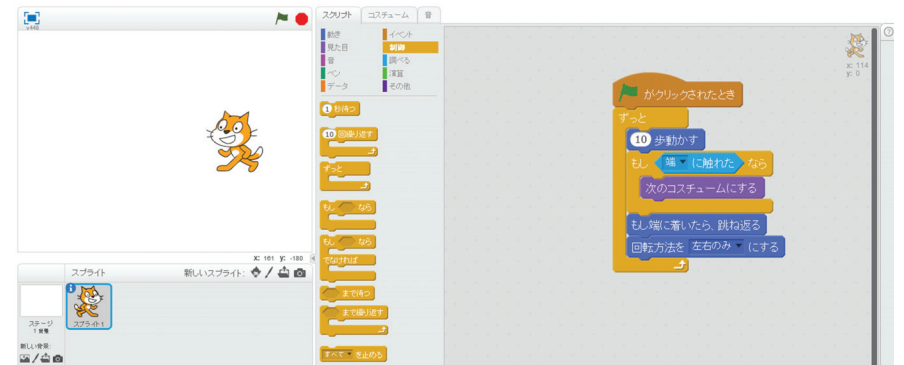 v440
x: 161 y: -180
スプライト 新しいスプライト:
ステージ
1 背景
新しい背景:
スプライト1
スクリプト コスチューム 音
動き イベント
見た目 制御
音 調べる
ペン 演算
データ その他
1 秒待つ
10 回繰り返す
ずっと
もし なら
もし なら
でなければ
まで待つ
まで繰り返す
すべて を止める
x: 114
y: 0
がクリックされたとき
ずっと
10 歩動かす
もし 端 に触れた なら
次のコスチュームにする
もし端に着いたら、跳ね返る
回転方法を 左右のみ にする